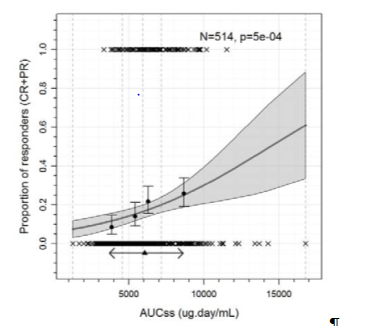 N=514, p=5e-04
Proportion of responders (CR+PR)
1.0
0.8
0.6
0.4
0.2
0.0
5000 10000 15000
AUCss (ug.day/mL)
¶